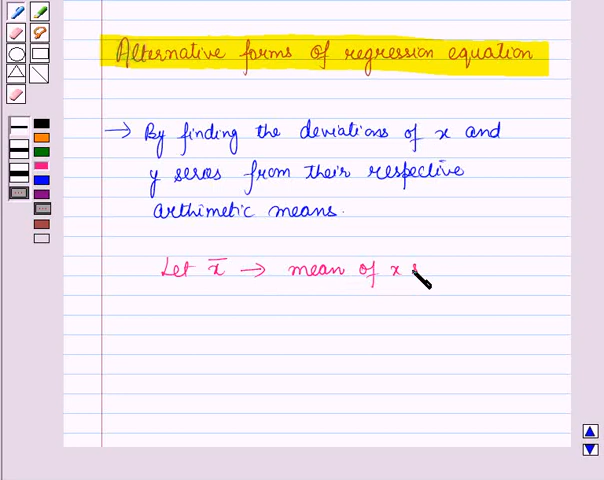 Alternative forms of regression equation
→ By finding the deviations of x and
y series from their respective
arthimetic means.
Let x̄ → mean of x s